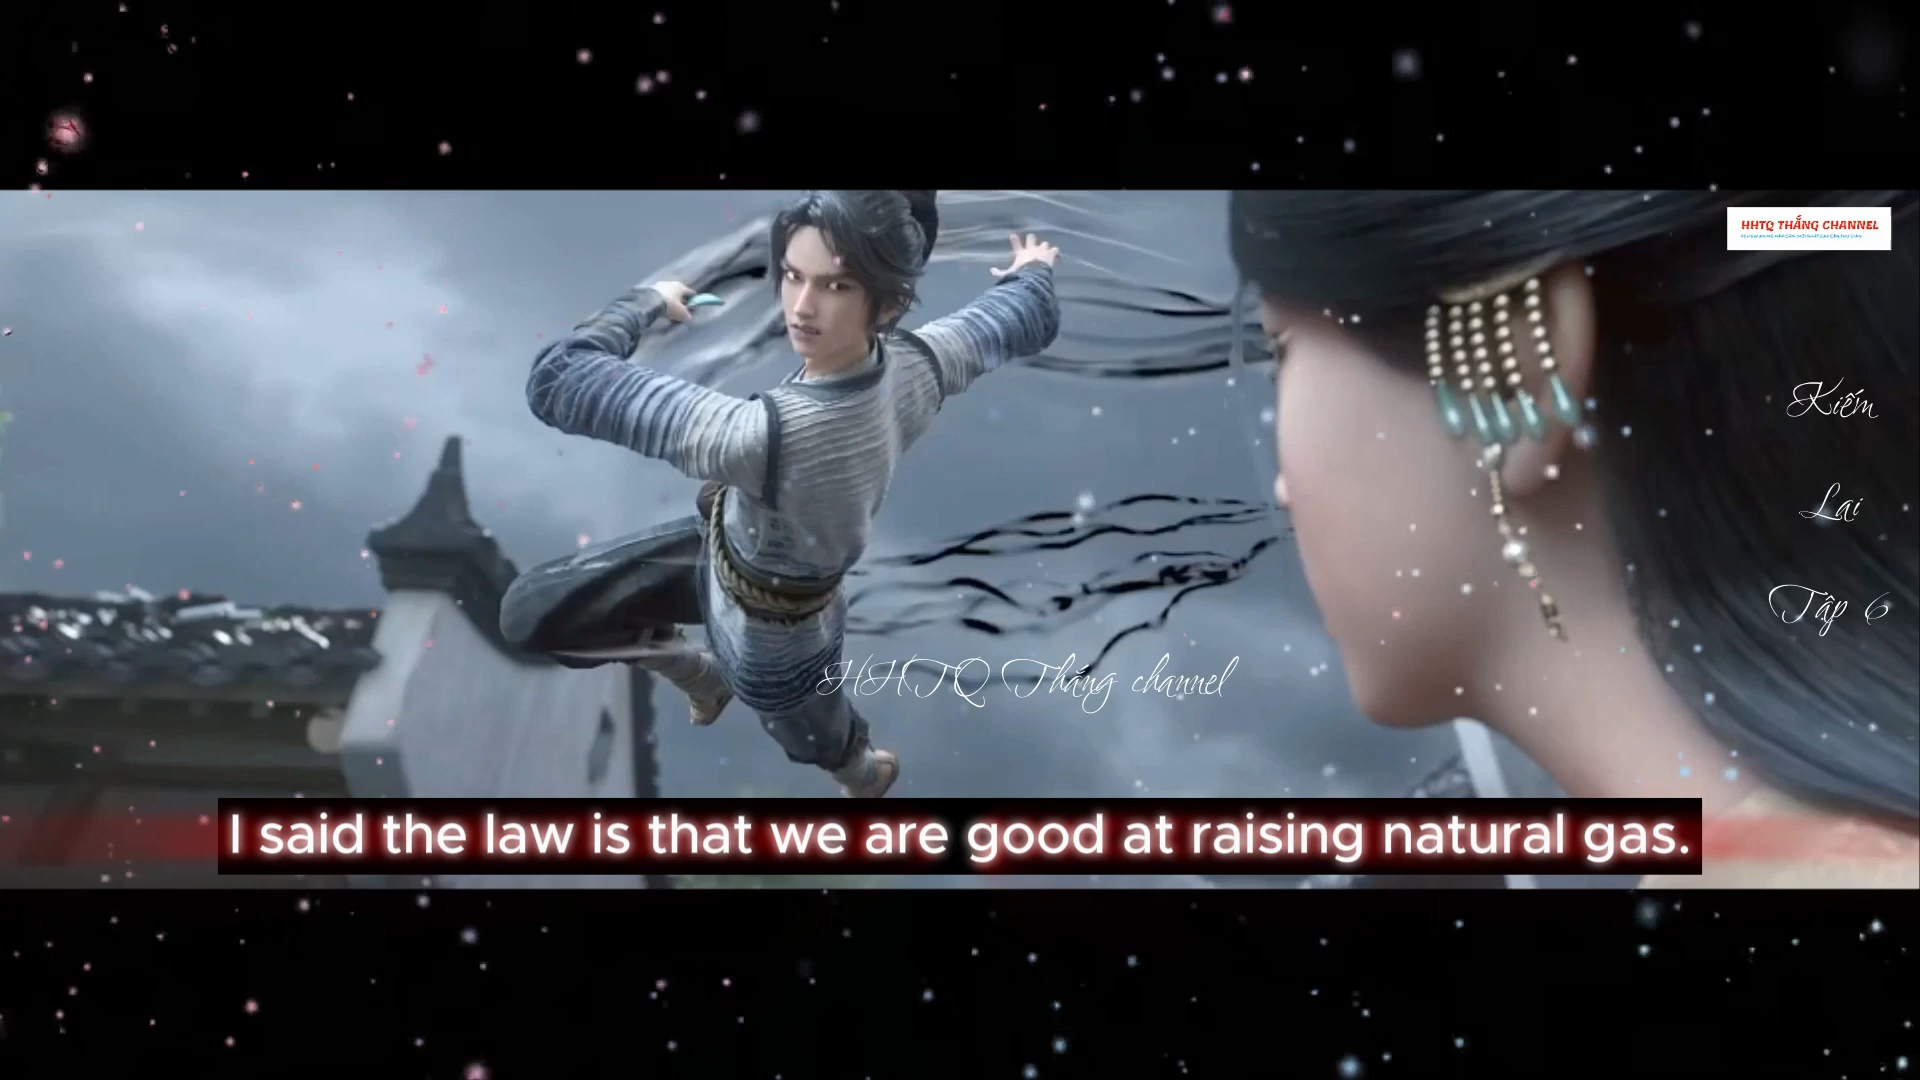 HHTQ THẮNG CHANNEL
Kiếm
Lai
Tập 6
HHTQ Thắng channel
I said the law is that we are good at raising natural gas.